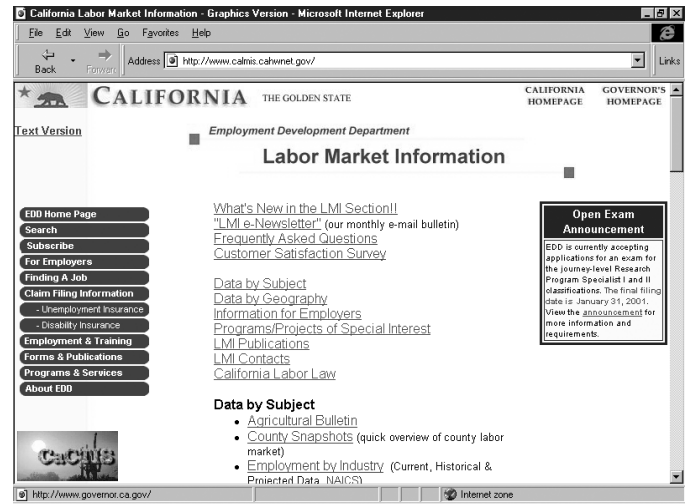 California Labor Market Information - Graphics Version - Microsoft Internet Explorer
File Edit View Go Favorites Help
Back Forward Address http://www.calmis.cahwnet.gov/ Links
CALIFORNIA THE GOLDEN STATE
CALIFORNIA HOMEPAGE
GOVERNOR'S HOMEPAGE
Text Version
Employment Development Department
Labor Market Information
EDD Home Page
Search
Subscribe
For Employers
Finding A Job
Claim Filing Information
- Unemployment Insurance
- Disability Insurance
Employment & Training
Forms & Publications
Programs & Services
About EDD
What's New in the LMI Section!!
"LMI e-Newsletter" (our monthly e-mail bulletin)
Frequently Asked Questions
Customer Satisfaction Survey
Data by Subject
Data by Geography
Information for Employers
Programs/Projects of Special Interest
LMI Publications
LMI Contacts
California Labor Law
Data by Subject
• Agricultural Bulletin
• County Snapshots (quick overview of county labor
market)
• Employment by Industry (Current, Historical &
Projected Data, NAICS)
Open Exam
Announcement
EDD is currently accepting
applications for an exam for
the journey-level Research
Program Specialist I and II
classifications. The final filing
date is January 31, 2001.
View the announcement for
more information and
requirements.
CaCTIS
http://www.governor.ca.gov/ Internet zone